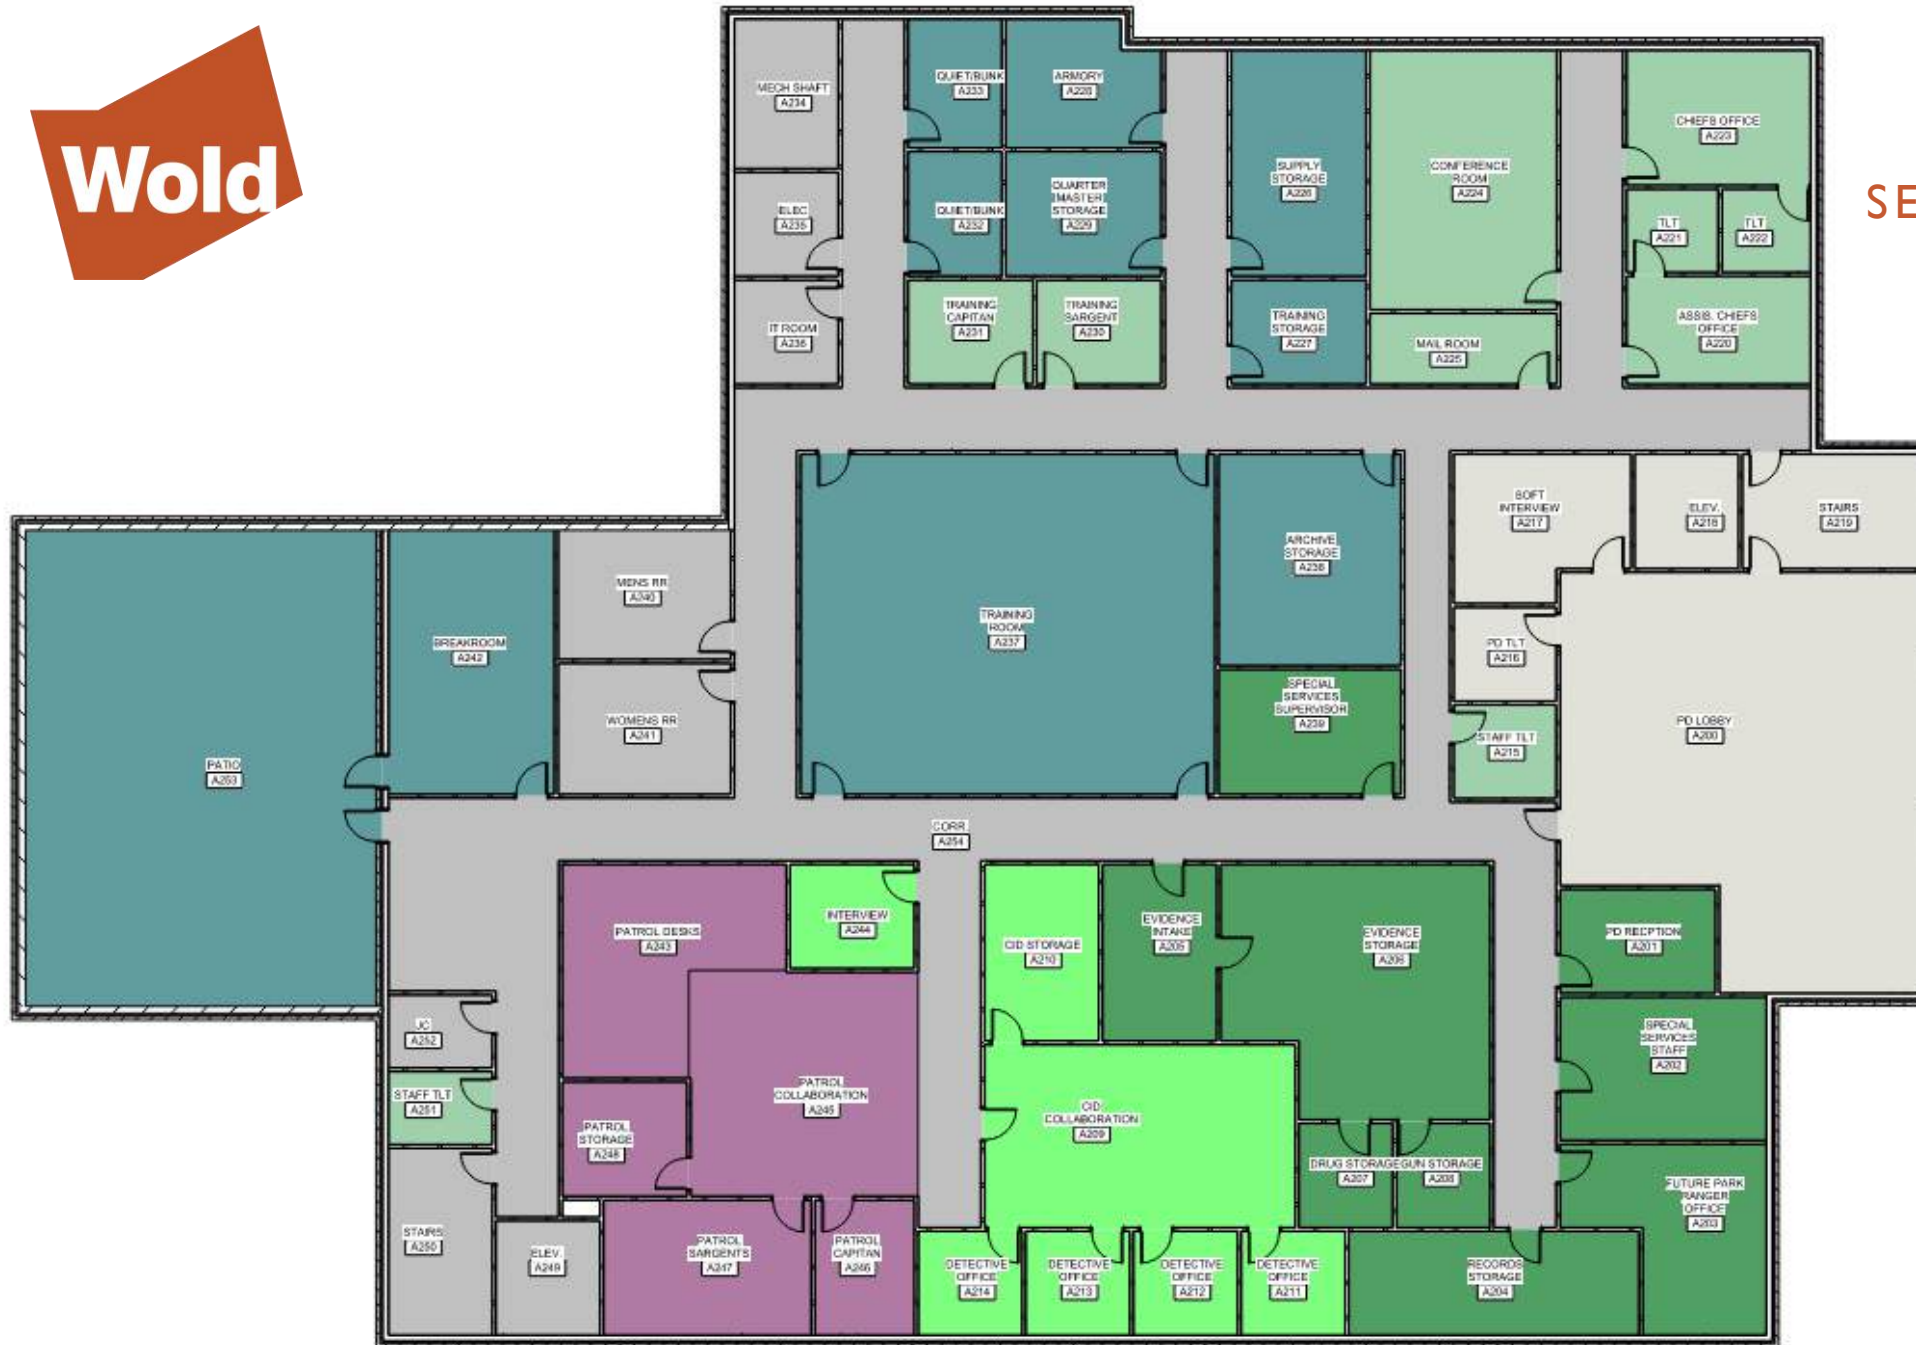 Wold
SE
MECH SHAFT
A234
QUIET/BUNK
A233
ARMORY
A228
SUPPLY
STORAGE
A226
CONFERENCE
ROOM
A224
CHIEFS OFFICE
A223
ELEC
A235
QUIET/BUNK
A232
QUARTER
MASTER
STORAGE
A229
TLT
A221
TLT
A222
IT ROOM
A236
TRAINING
CAPITAN
A231
TRAINING
SARGENT
A230
TRAINING
STORAGE
A227
MAIL ROOM
A225
ASSIS. CHIEFS
OFFICE
A220
SOFT
INTERVIEW
A217
ELEV.
A218
STAIRS
A219
MENS RR
A240
ARCHIVE
STORAGE
A238
TRAINING
ROOM
A237
BREAKROOM
A242
PD TLT
A216
WOMENS RR
A241
SPECIAL
SERVICES
SUPERVISOR
A239
PD LOBBY
A200
STAFF TLT
A215
PATIO
A253
CORR.
A254
PATROL DESKS
A243
INTERVIEW
A244
CID STORAGE
A210
EVIDENCE
INTAKE
A205
EVIDENCE
STORAGE
A206
PD RECPTION
A201
JC
A252
SPECIAL
SERVICES
STAFF
A202
STAFF TLT
A251
PATROL
COLLABORATION
A245
CID
COLLABORATION
A209
PATROL
STORAGE
A248
DRUG STORAGE
A207
GUN STORAGE
A208
FUTURE PARK
RANGER
OFFICE
A203
STAIRS
A250
ELEV.
A249
PATROL
SARGENTS
A247
PATROL
CAPITAN
A246
DETECTIVE
OFFICE
A214
DETECTIVE
OFFICE
A213
DETECTIVE
OFFICE
A212
DETECTIVE
OFFICE
A211
RECORDS
STORAGE
A204